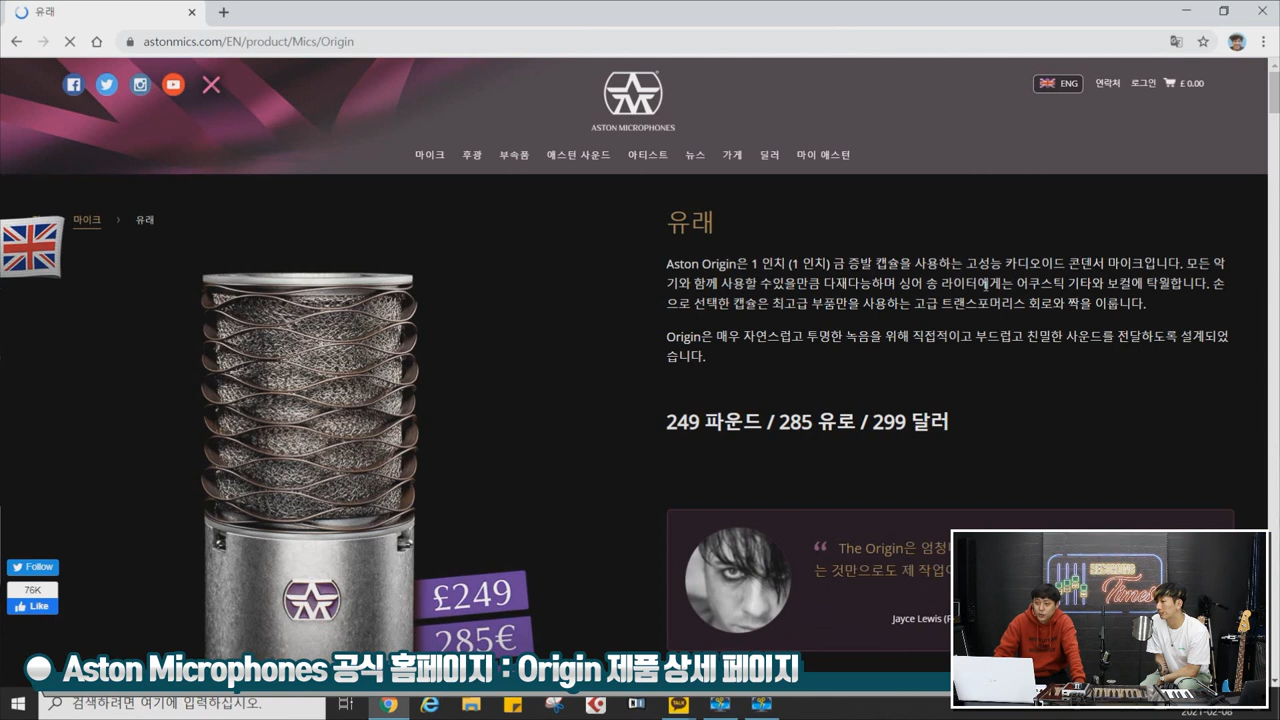 유래
astonmics.com/EN/product/Mics/Origin
ASTON MICROPHONES
ENG 연락처 로그인 £ 0.00
마이크 후광 부속품 애스턴 사운드 아티스트 뉴스 가게 딜러 마이 애스턴
마이크 > 유래
유래
Aston Origin은 1 인치 (1 인치) 금 증발 캡슐을 사용하는 고성능 카디오이드 콘덴서 마이크입니다. 모든 악
기와 함께 사용할 수있을만큼 다재다능하며 싱어 송 라이터에게는 어쿠스틱 기타와 보컬에 탁월합니다. 손
으로 선택한 캡슐은 최고급 부품만을 사용하는 고급 트랜스포머리스 회로와 짝을 이룹니다.
Origin은 매우 자연스럽고 투명한 녹음을 위해 직접적이고 부드럽고 친밀한 사운드를 전달하도록 설계되었
습니다.
249 파운드 / 285 유로 / 299 달러
The Origin은 엄청
는 것만으로도 제 작업
Jayce Lewis
£249
285€
Follow
76K
Like
Times
Aston Microphones 공식 홈페이지 : Origin 제품 상세 페이지
검색하려면 여기에 입력하십시오.
TALK
2021-02-08